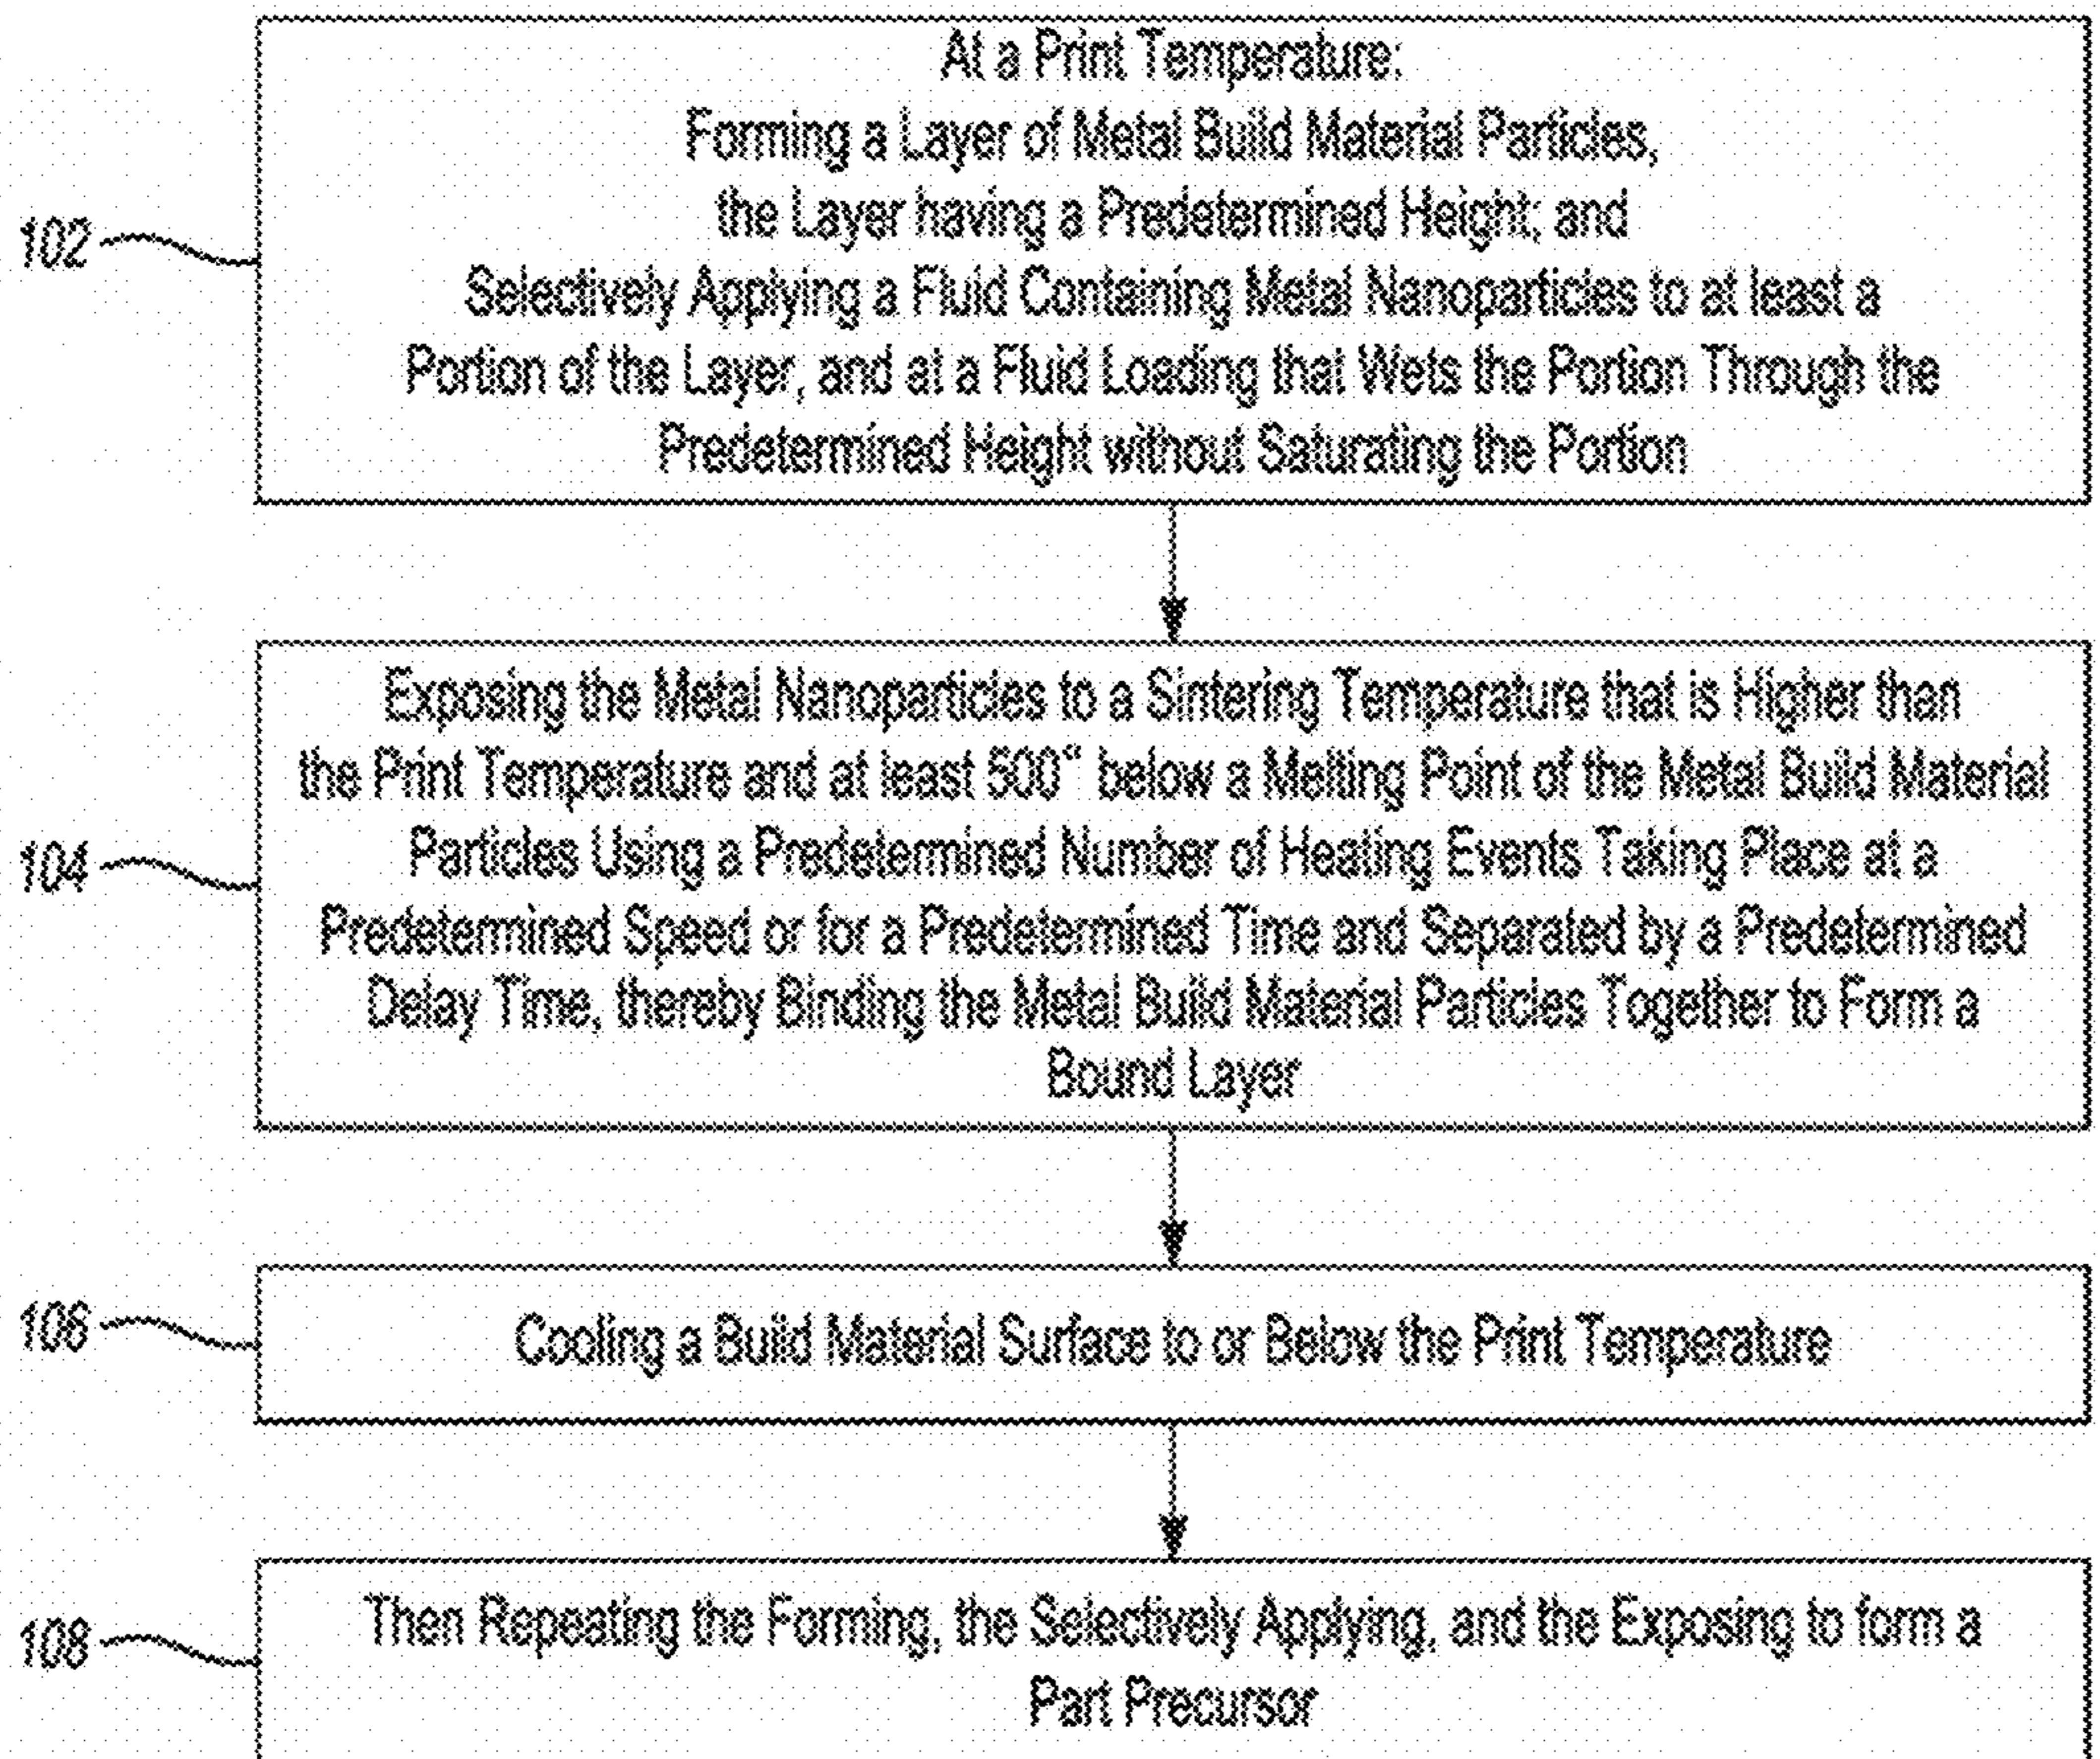 At a Print Temperature:
Forming a Layer of Metal Build Material Particles,
the Layer having a Predetermined Height; and
Selectively Applying a Fluid Containing Metal Nanoparticles to at least a
Portion of the Layer, and at a Fluid Loading that Wets the Portion Through the
Predetermined Height without Saturating the Portion
102
Exposing the Metal Nanoparticles to a Sintering Temperature that is Higher than
the Print Temperature and at least 500° below a Melting Point of the Metal Build Material
Particles Using a Predetermined Number of Heating Events Taking Place at a
Predetermined Speed or for a Predetermined Time and Separated by a Predetermined
Delay Time, thereby Binding the Metal Build Material Particles Together to Form a
Bound Layer
104
Cooling a Build Material Surface to or Below the Print Temperature
106
Then Repeating the Forming, the Selectively Applying, and the Exposing to form a
Part Precursor
108